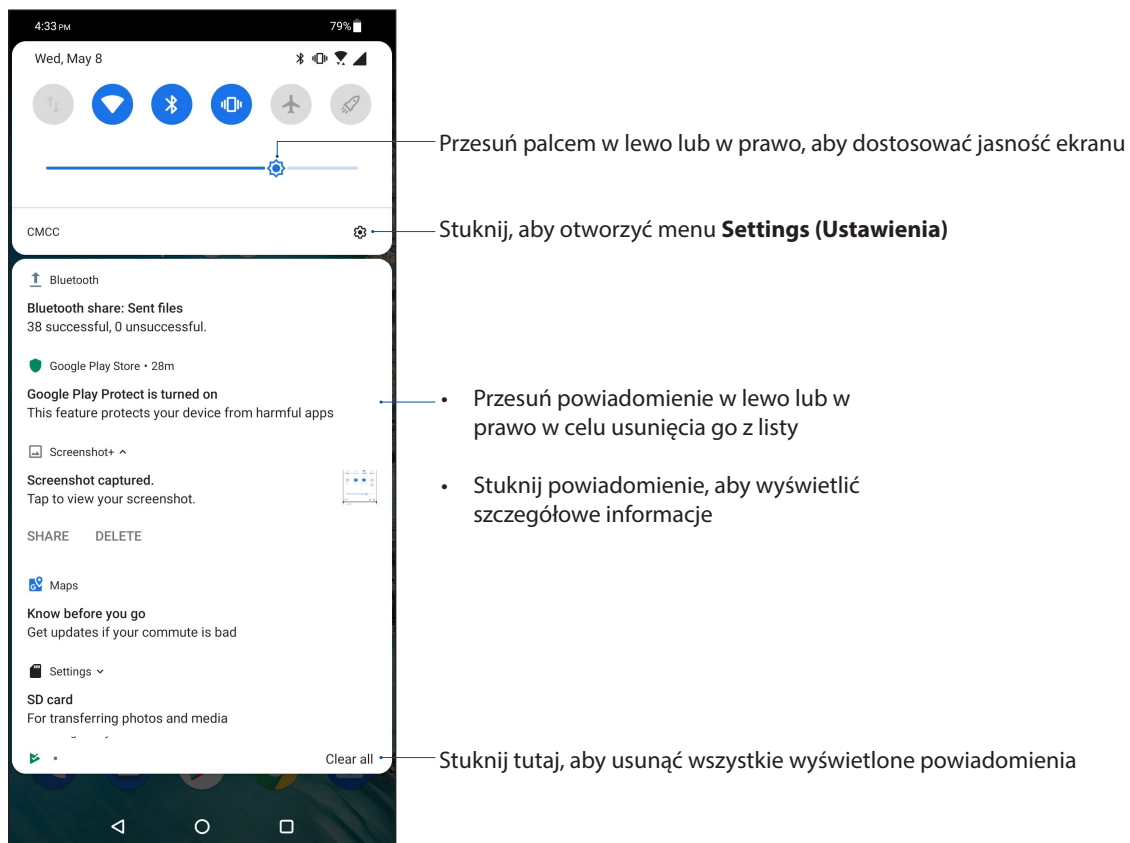 4:33 PM 79%
Wed, May 8
Przesuń palcem w lewo lub w prawo, aby dostosować jasność ekranu
CMCC
Stuknij, aby otworzyć menu Settings (Ustawienia)
Bluetooth
Bluetooth share: Sent files
38 successful, 0 unsuccessful.
Google Play Store • 28m
Google Play Protect is turned on
This feature protects your device from harmful apps
• Przesuń powiadomienie w lewo lub w
prawo w celu usunięcia go z listy
• Stuknij powiadomienie, aby wyświetlić
szczegółowe informacje
Screenshot+
Screenshot captured.
Tap to view your screenshot.
SHARE DELETE
Maps
Know before you go
Get updates if your commute is bad
Settings
SD card
For transferring photos and media
Clear all
Stuknij tutaj, aby usunąć wszystkie wyświetlone powiadomienia